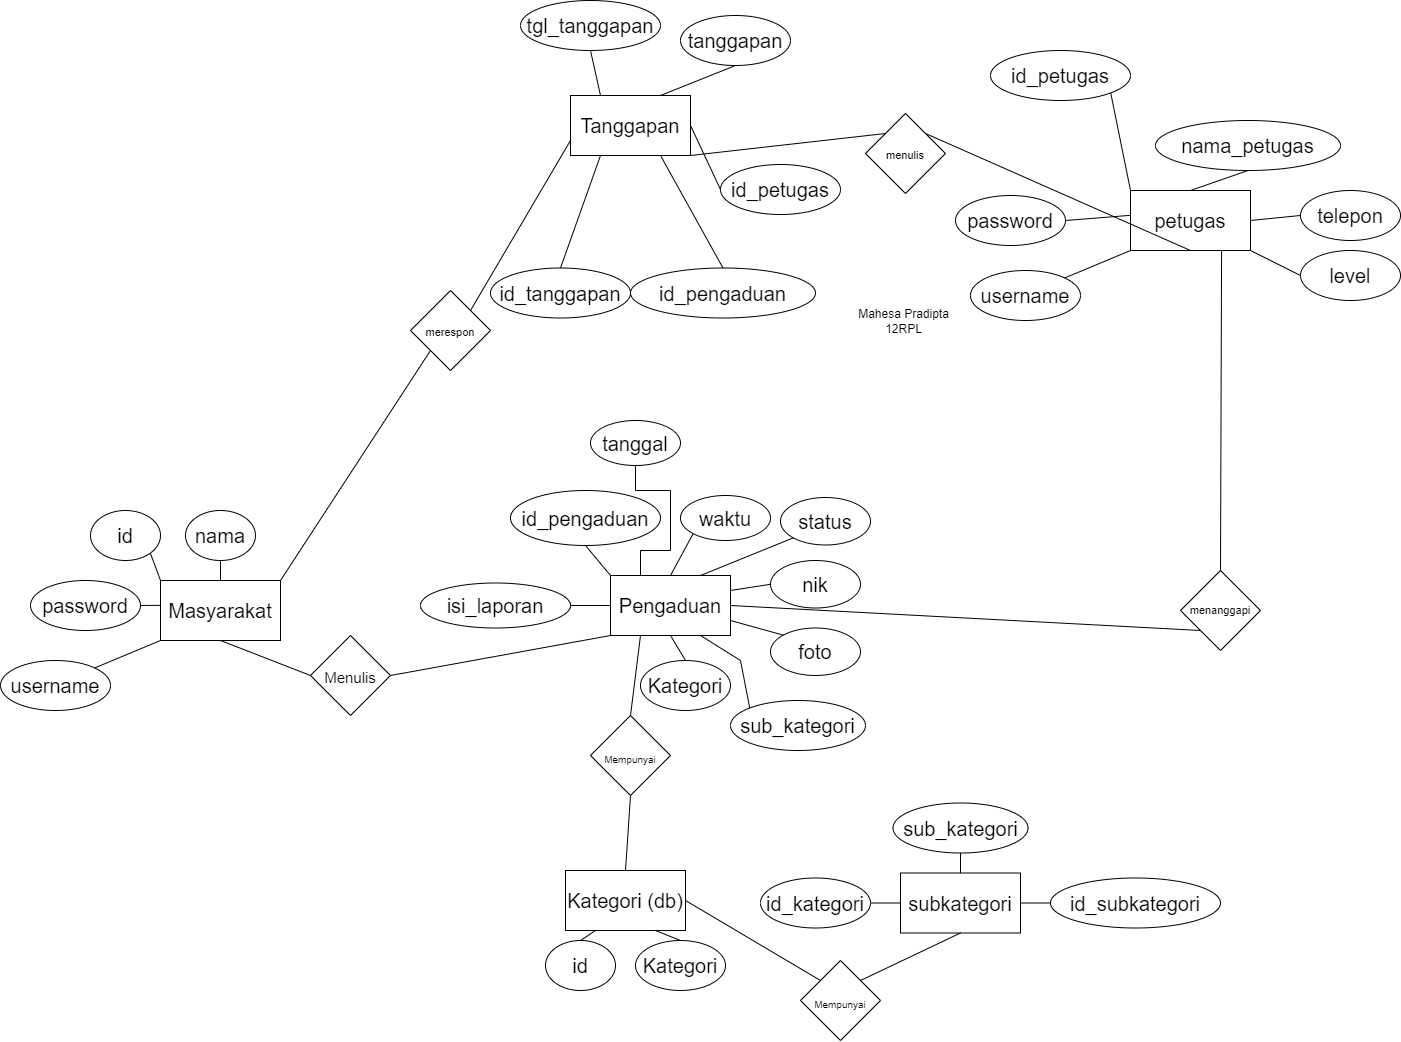 tgl_tanggapan
tanggapan
Tanggapan
id_petugas
id_petugas
nama_petugas
menulis
password
petugas
telepon
level
username
id_tanggapan
id_pengaduan
Mahesa Pradipta
12RPL
merespon
tanggal
id_pengaduan
waktu
status
id
nama
nik
password
Masyarakat
isi_laporan
Pengaduan
menanggapi
foto
username
Menulis
Kategori
sub_kategori
Mempunyai
sub_kategori
Kategori (db)
id_kategori
subkategori
id_subkategori
id
Kategori
Mempunyai